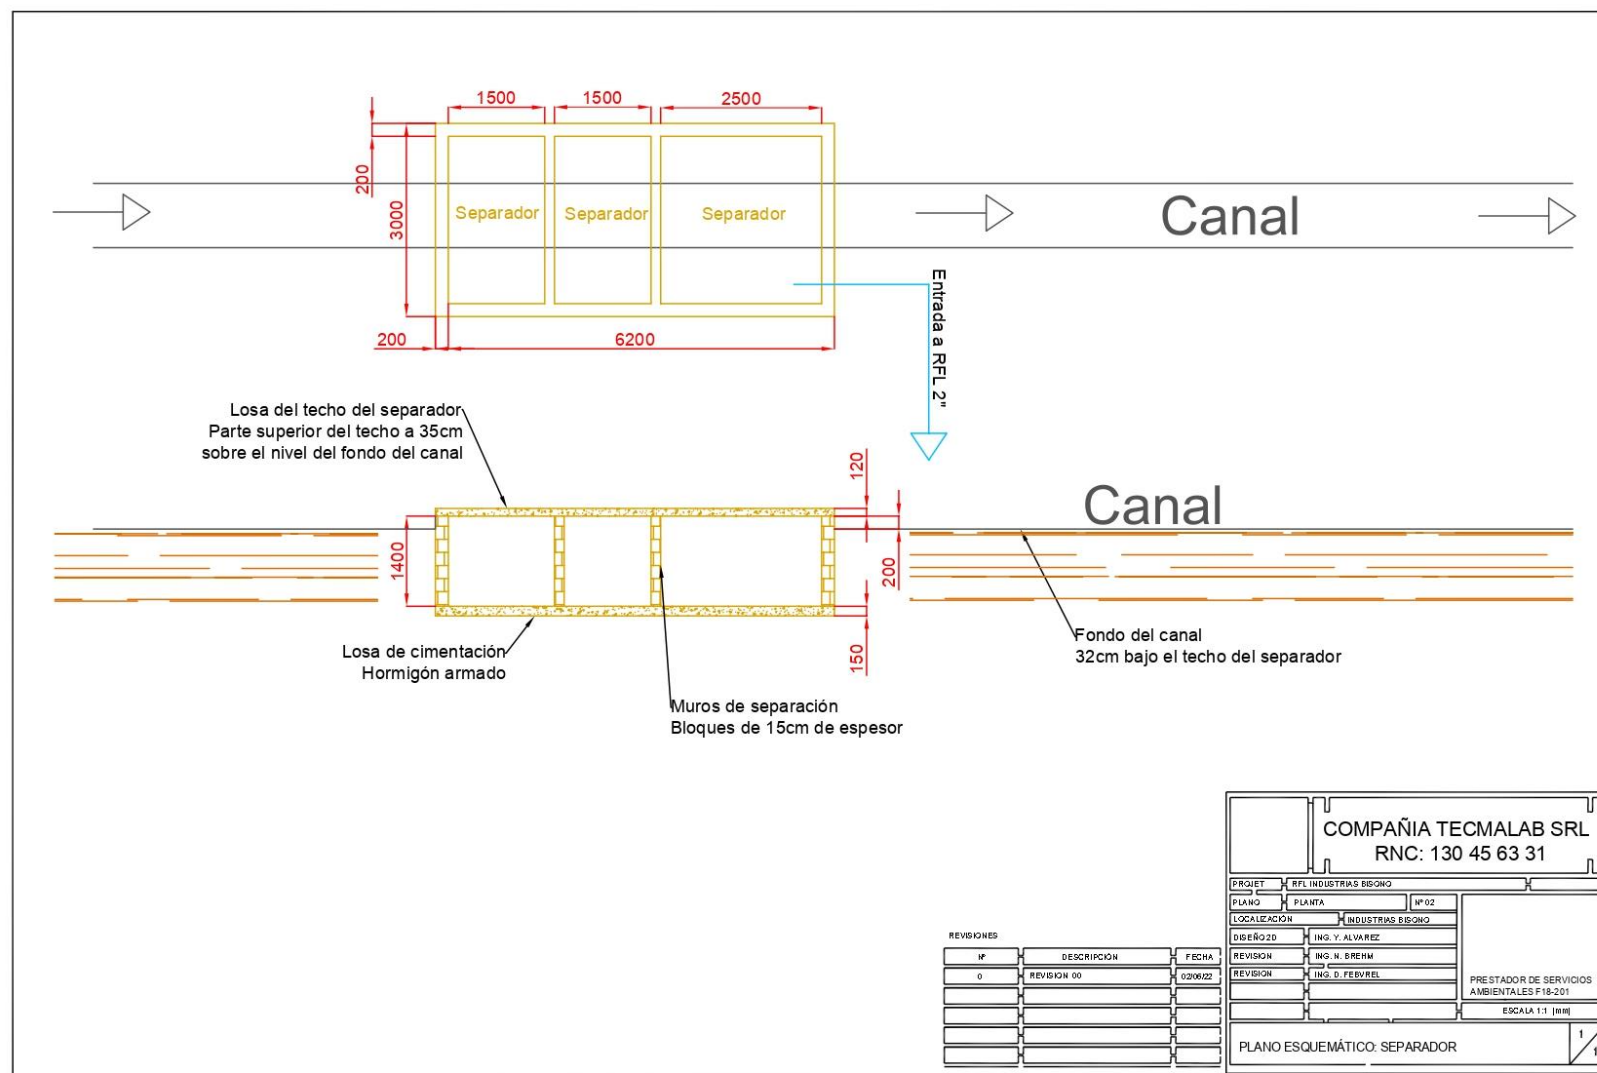 1500
1500
2500
200
3000
Separador
Separador
Separador
Canal
200
6200
Entrada a RFL 2"
Losa del techo del separador
Parte superior del techo a 35cm
sobre el nivel del fondo del canal
120
Canal
1400
200
150
Losa de cimentación
Hormigón armado
Fondo del canal
32cm bajo el techo del separador
Muros de separación
Bloques de 15cm de espesor
COMPAÑIA TECMALAB SRL
RNC: 130 45 63 31
PROJET RFL INDUSTRIAS BISONO
PLANO PLANTA Nº 02
LOCALIZACIÓN INDUSTRIAS BISONO
DISEÑO 2D ING. Y. ALVAREZ
REVISION ING. N. BREHM
REVISION ING. D. FEBVREL
PRESTADOR DE SERVICIOS
AMBIENTALES F18-201
ESCALA 1:1 [mm]
PLANO ESQUEMÁTICO: SEPARADOR
1/1
REVISIONES
Nº DESCRIPCIÓN FECHA
0 REVISION 00 02/06/22